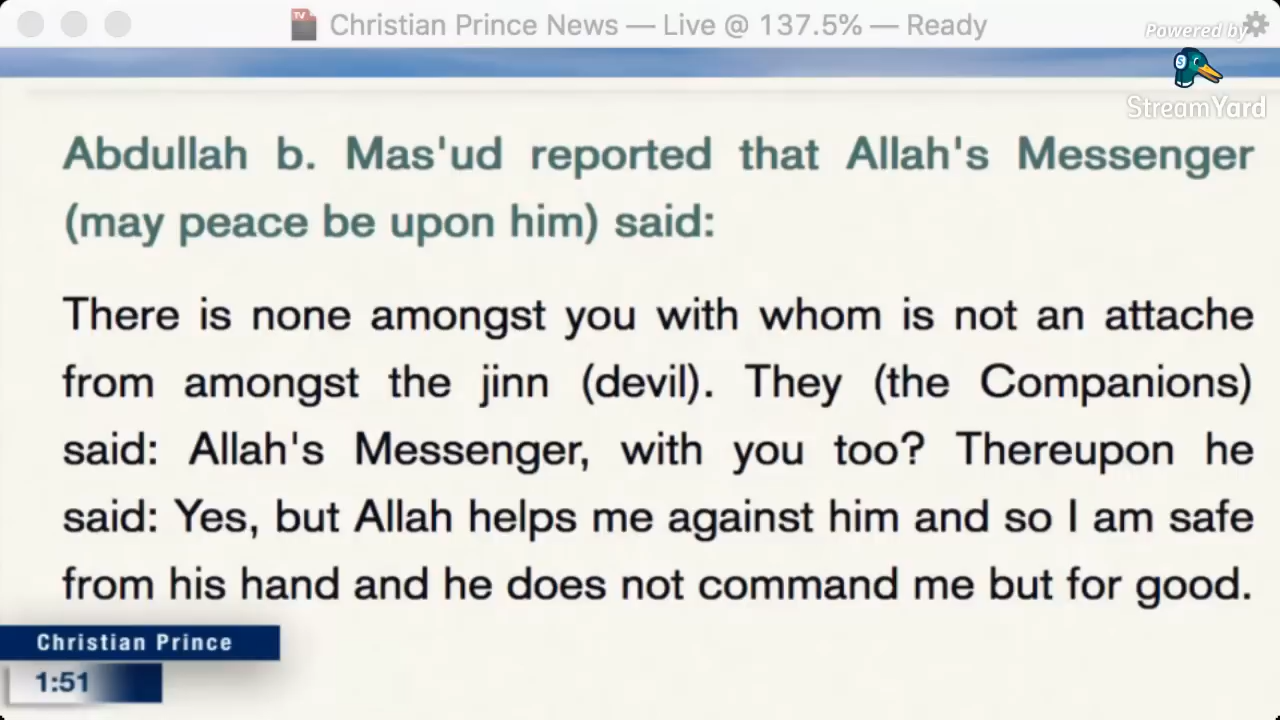 Christian Prince News — Live @ 137.5% — Ready
Powered by
StreamYard
Abdullah b. Mas'ud reported that Allah's Messenger
(may peace be upon him) said:
There is none amongst you with whom is not an attache
from amongst the jinn (devil). They (the Companions)
said: Allah's Messenger, with you too? Thereupon he
said: Yes, but Allah helps me against him and so I am safe
from his hand and he does not command me but for good.
Christian Prince
1:51